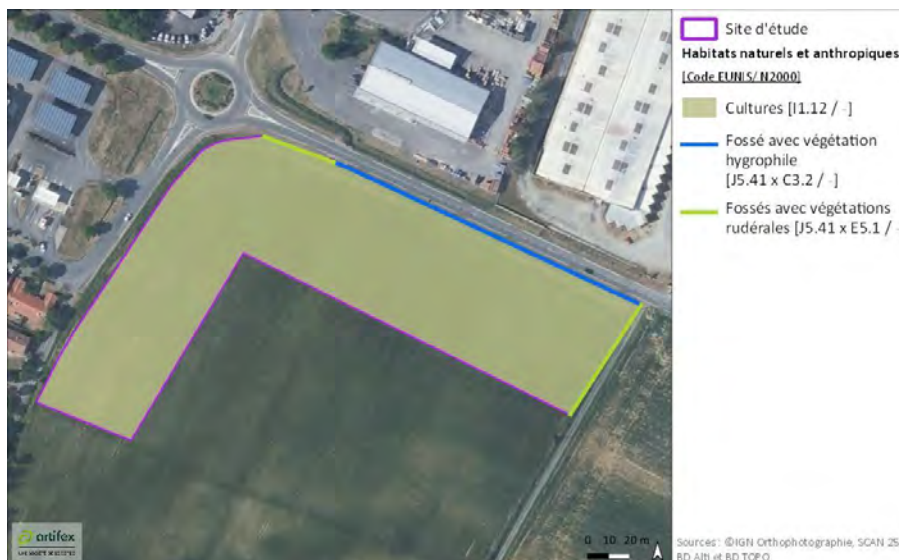 Site d'étude
Habitats naturels et anthropiques
[Code EUNIS/ N2000]
Cultures [I1.12 / -]
Fossé avec végétation
hygrophile
[J5.41 x C3.2 / -]
Fossés avec végétations
rudérales [J5.41 x E5.1 / -
artifex
0 10 20 m
Sources : ©IGN Orthophotographie, SCAN 25
BD Alti et BD TOPO